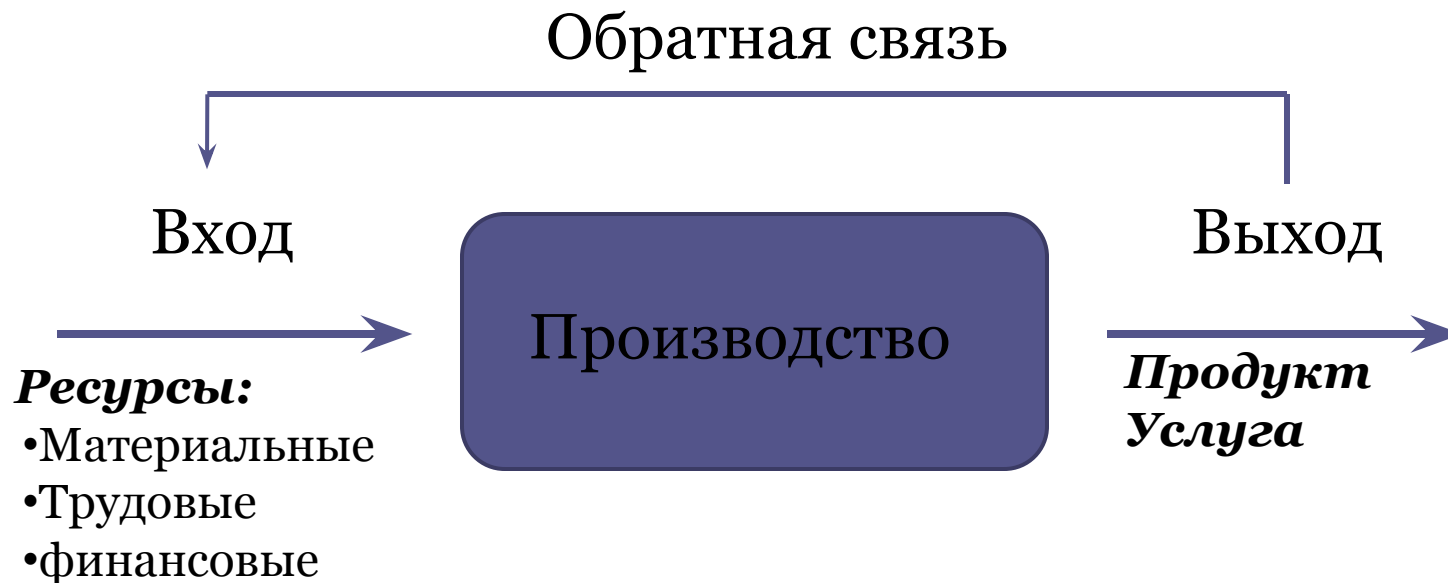 Обратная связь
Вход
Выход
Производство
Ресурсы:
•Материальные
•Трудовые
•финансовые
Продукт
Услуга